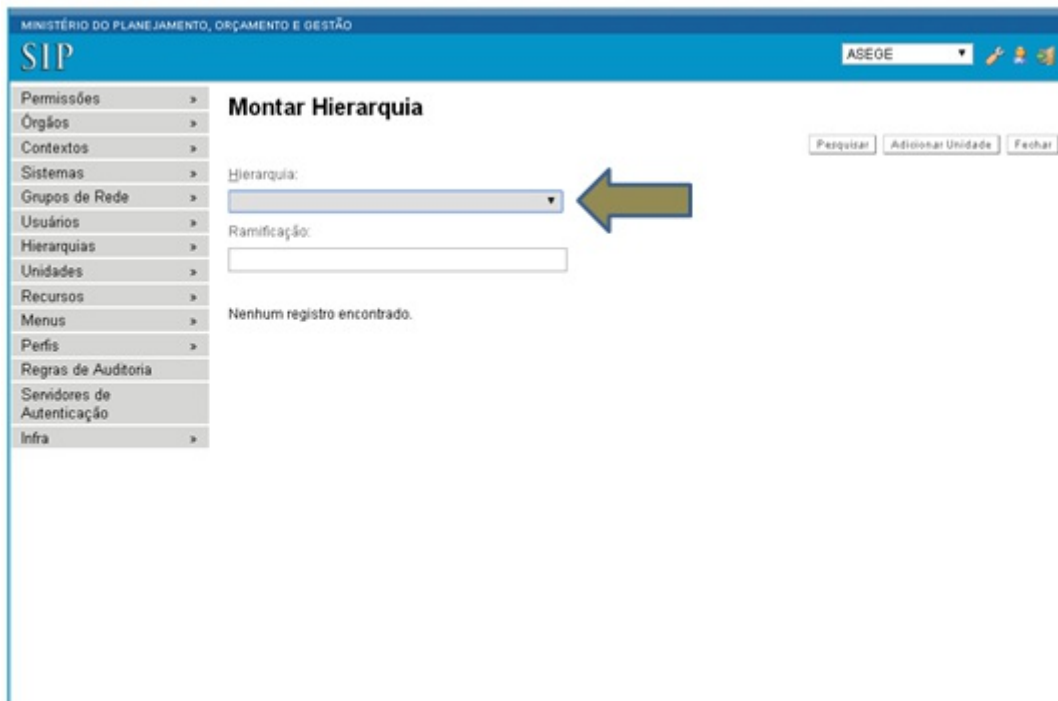 MINISTÉRIO DO PLANEJAMENTO, ORÇAMENTO E GESTÃO
SIP
ASEGE
Permissões »
Órgãos »
Contextos »
Sistemas »
Grupos de Rede »
Usuários »
Hierarquias »
Unidades »
Recursos »
Menus »
Perfis »
Regras de Auditoria
Servidores de
Autenticação
Infra »
Montar Hierarquia
Pesquisar
Adicionar Unidade
Fechar
Hierarquia:
Ramificação:
Nenhum registro encontrado.